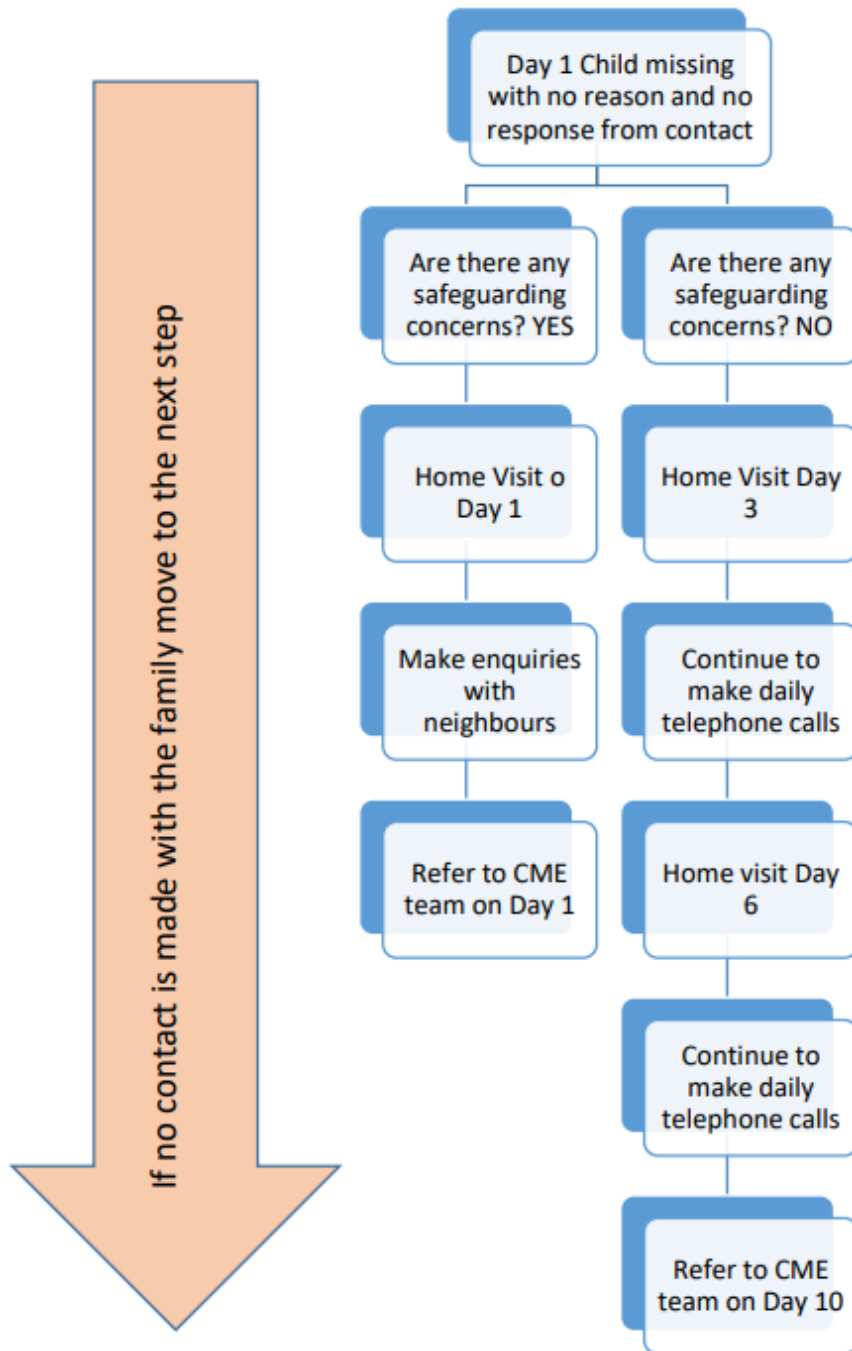 Day 1 Child missing
with no reason and no
response from contact
Are there any
safeguarding
concerns? YES
Are there any
safeguarding
concerns? NO
Home Visit o
Day 1
Home Visit Day
3
Make enquiries
with
neighbours
Continue to
make daily
telephone calls
Refer to CME
team on Day 1
Home visit Day
6
Continue to
make daily
telephone calls
Refer to CME
team on Day 10
If no contact is made with the family move to the next step